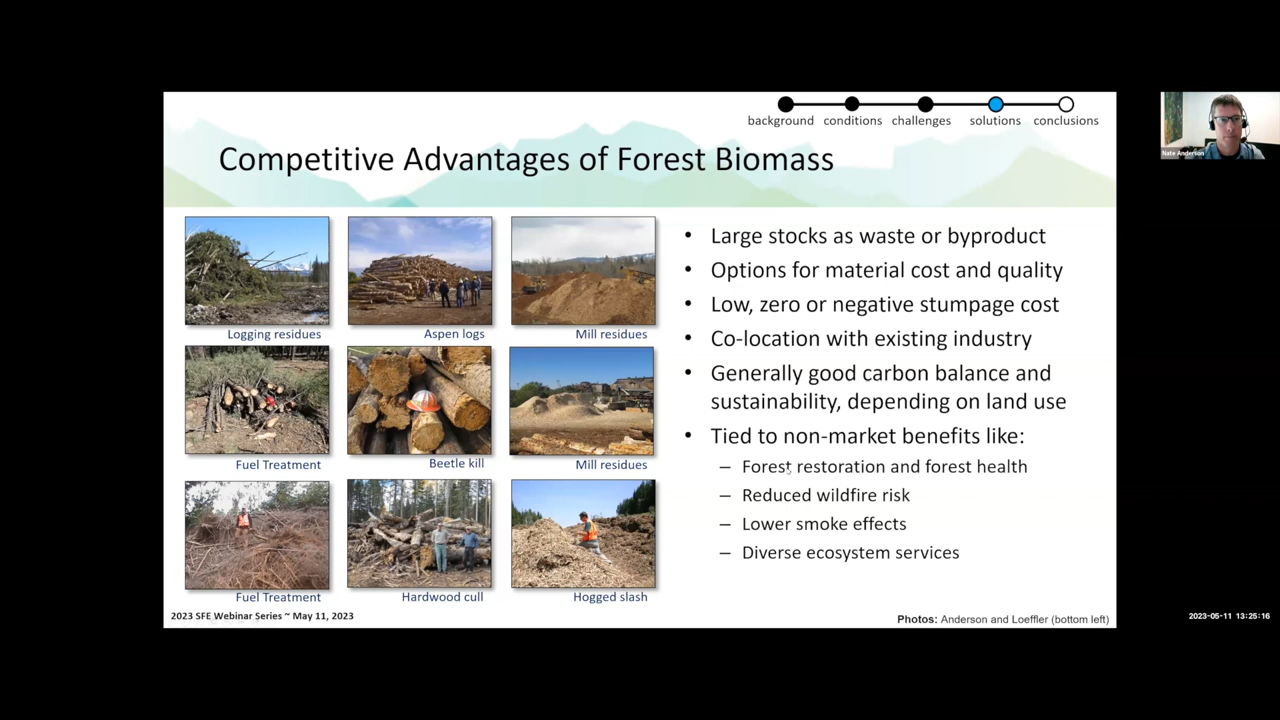 background conditions challenges solutions conclusions
Competitive Advantages of Forest Biomass
Nate Anderson
Logging residues
Aspen logs
Mill residues
Fuel Treatment
Beetle kill
Mill residues
Fuel Treatment
Hardwood cull
Hogged slash
• Large stocks as waste or byproduct
• Options for material cost and quality
• Low, zero or negative stumpage cost
• Co-location with existing industry
• Generally good carbon balance and
sustainability, depending on land use
• Tied to non-market benefits like:
– Forest restoration and forest health
– Reduced wildfire risk
– Lower smoke effects
– Diverse ecosystem services
2023 SFE Webinar Series ~ May 11, 2023
Photos: Anderson and Loeffler (bottom left)
2023-05-11 13:25:16